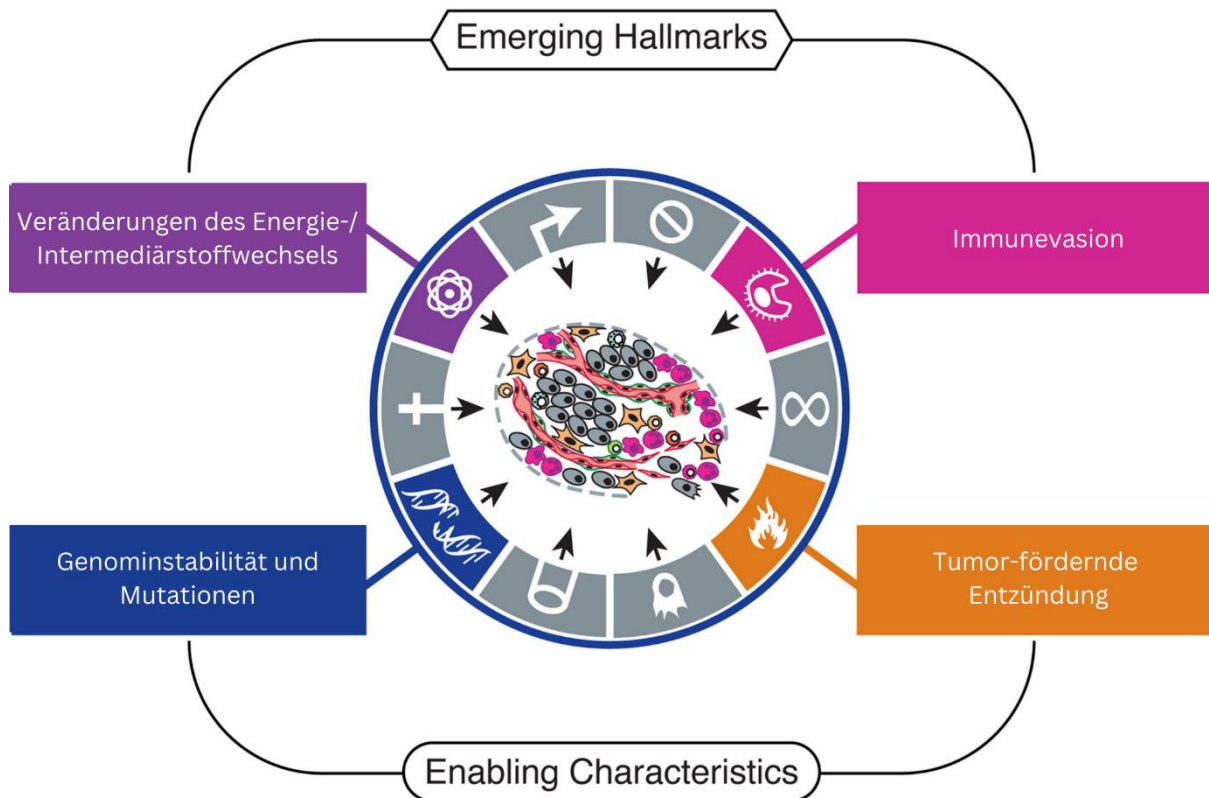 Emerging Hallmarks
Veränderungen des Energie-/
Intermediärstoffwechsels
Immunevasion
Genominstabilität und
Mutationen
Tumor-fördernde
Entzündung
Enabling Characteristics